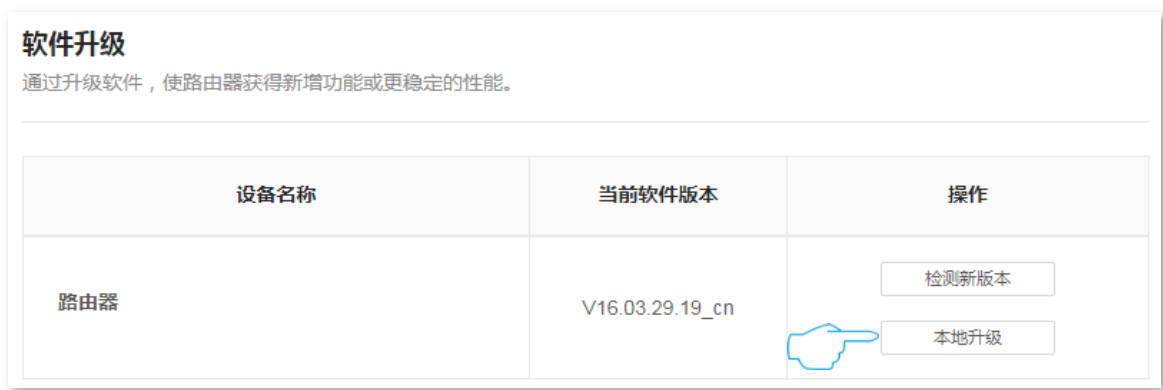 软件升级
通过升级软件，使路由器获得新增功能或更稳定的性能。
设备名称 当前软件版本 操作
检测新版本
路由器 V16.03.29.19_cn
本地升级